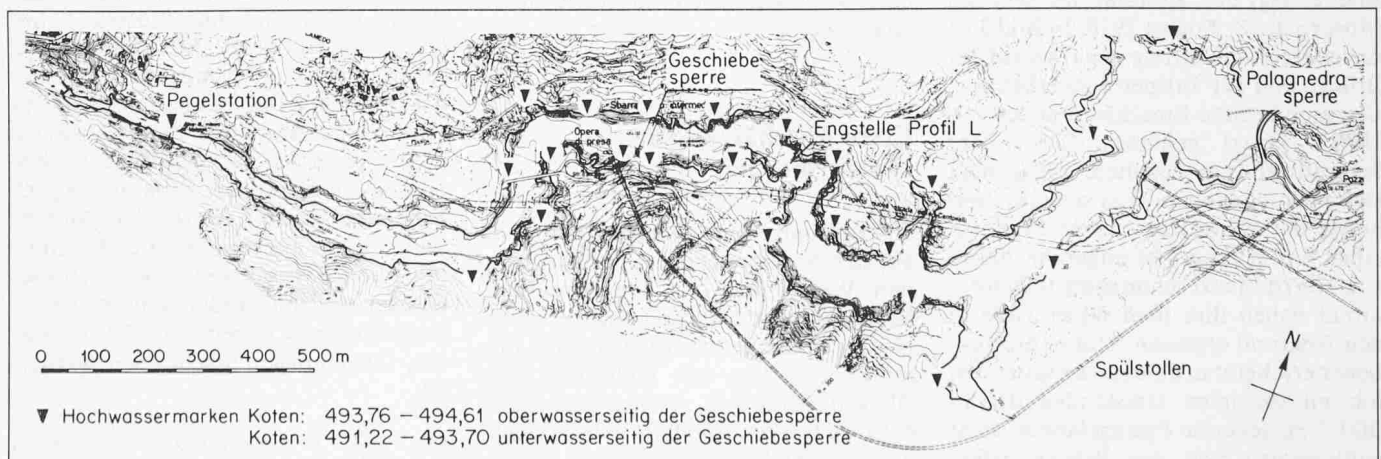 Pegelstation
Geschiebe
sperre
Engstelle Profil L
Palagnedra-
sperre
Opera
di presa
Spülstollen
N
0 100 200 300 400 500 m
▼ Hochwassermarken Koten: 493,76 – 494,61 oberwasserseitig der Geschiebesperre
Koten: 491,22 – 493,70 unterwasserseitig der Geschiebesperre